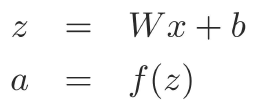 z = Wx + b
a = f(z)